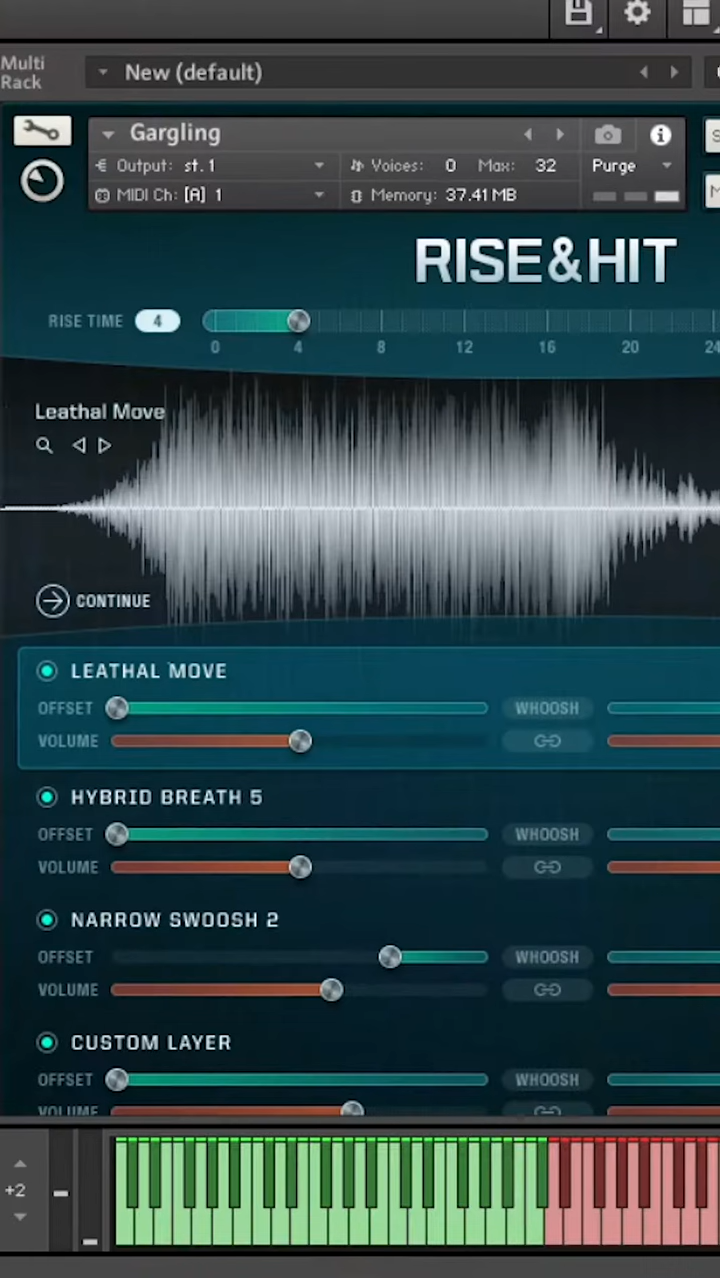 Multi
Rack
New (default)
Gargling
Output: st.1
Voices: 0 Max: 32
Purge
MIDI Ch: [A] 1
Memory: 37.41 MB
RISE&HIT
RISE TIME 4
0 4 8 12 16 20 24
Leathal Move
CONTINUE
LEATHAL MOVE
OFFSET WHOOSH
VOLUME
HYBRID BREATH 5
OFFSET WHOOSH
VOLUME
NARROW SWOOSH 2
OFFSET WHOOSH
VOLUME
CUSTOM LAYER
OFFSET WHOOSH
VOLUME
+2